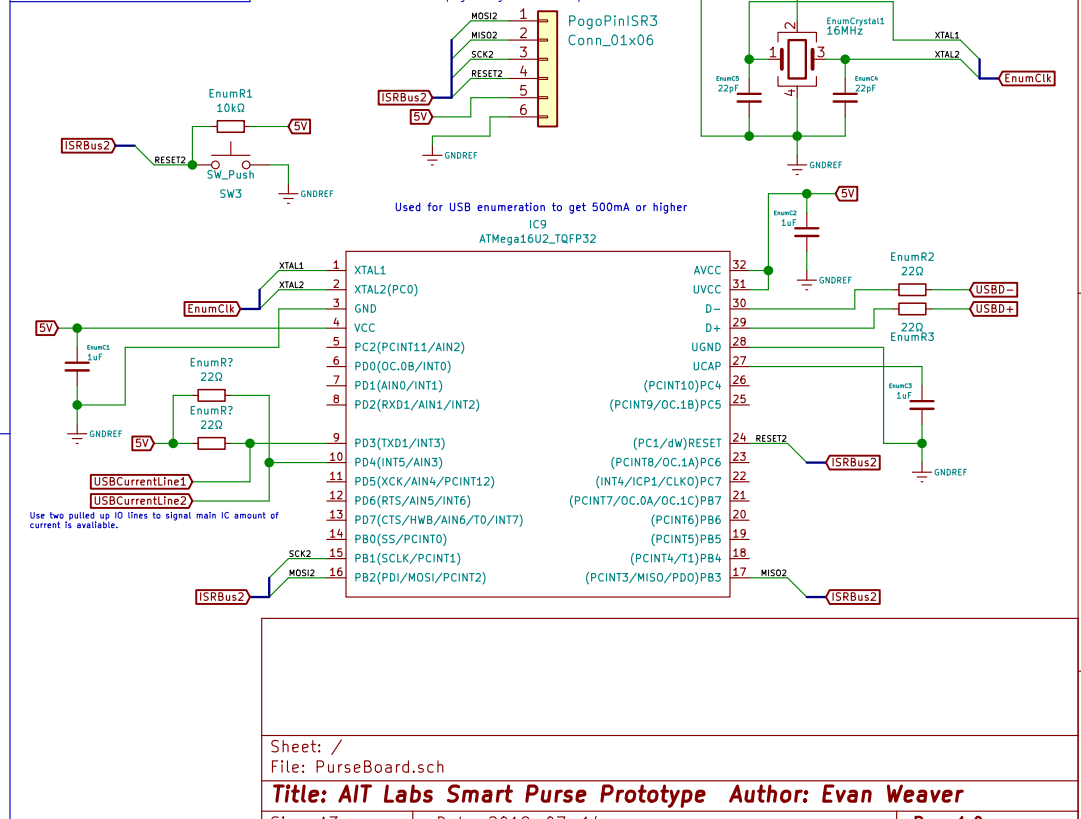 MOSI2
1
PogoPinISR3
MISO2
2
Conn_01x06
SCK2
3
RESET2
4
ISRBus2
5
5V
6
GNDREF
EnumCrystal1
16MHz
2
1
3
4
XTAL1
XTAL2
EnumClk
EnumC5
22pF
EnumC4
22pF
GNDREF
EnumR1
10kΩ
5V
ISRBus2
RESET2
SW_Push
SW3
GNDREF
Used for USB enumeration to get 500mA or higher
IC9
ATMega16U2_TQFP32
5V
EnumC2
1uF
GNDREF
XTAL1
1
XTAL1
XTAL2
2
XTAL2(PC0)
EnumClk
3
GND
5V
4
VCC
5
PC2(PCINT11/AIN2)
6
PD0(OC.0B/INT0)
7
PD1(AIN0/INT1)
8
PD2(RXD1/AIN1/INT2)
9
PD3(TXD1/INT3)
10
PD4(INT5/AIN3)
11
PD5(XCK/AIN4/PCINT12)
12
PD6(RTS/AIN5/INT6)
13
PD7(CTS/HWB/AIN6/T0/INT7)
14
PB0(SS/PCINT0)
SCK2
15
PB1(SCLK/PCINT1)
MOSI2
16
PB2(PDI/MOSI/PCINT2)
ISRBus2
EnumC1
1uF
GNDREF
EnumR?
22Ω
EnumR?
22Ω
5V
USBCurrentLine1
USBCurrentLine2
Use two pulled up IO lines to signal main IC amount of
current is avaliable.
AVCC
32
UVCC
31
D-
30
D+
29
UGND
28
UCAP
27
(PCINT10)PC4
26
(PCINT9/OC.1B)PC5
25
(PC1/dW)RESET
24
RESET2
ISRBus2
(PCINT8/OC.1A)PC6
23
(INT4/ICP1/CLKO)PC7
22
(PCINT7/OC.0A/OC.1C)PB7
21
(PCINT6)PB6
20
(PCINT5)PB5
19
(PCINT4/T1)PB4
18
(PCINT3/MISO/PDO)PB3
17
MISO2
ISRBus2
EnumR2
22Ω
USBD-
USBD+
22Ω
EnumR3
EnumC3
1uF
GNDREF
Sheet: /
File: PurseBoard.sch
Title: AIT Labs Smart Purse Prototype Author: Evan Weaver